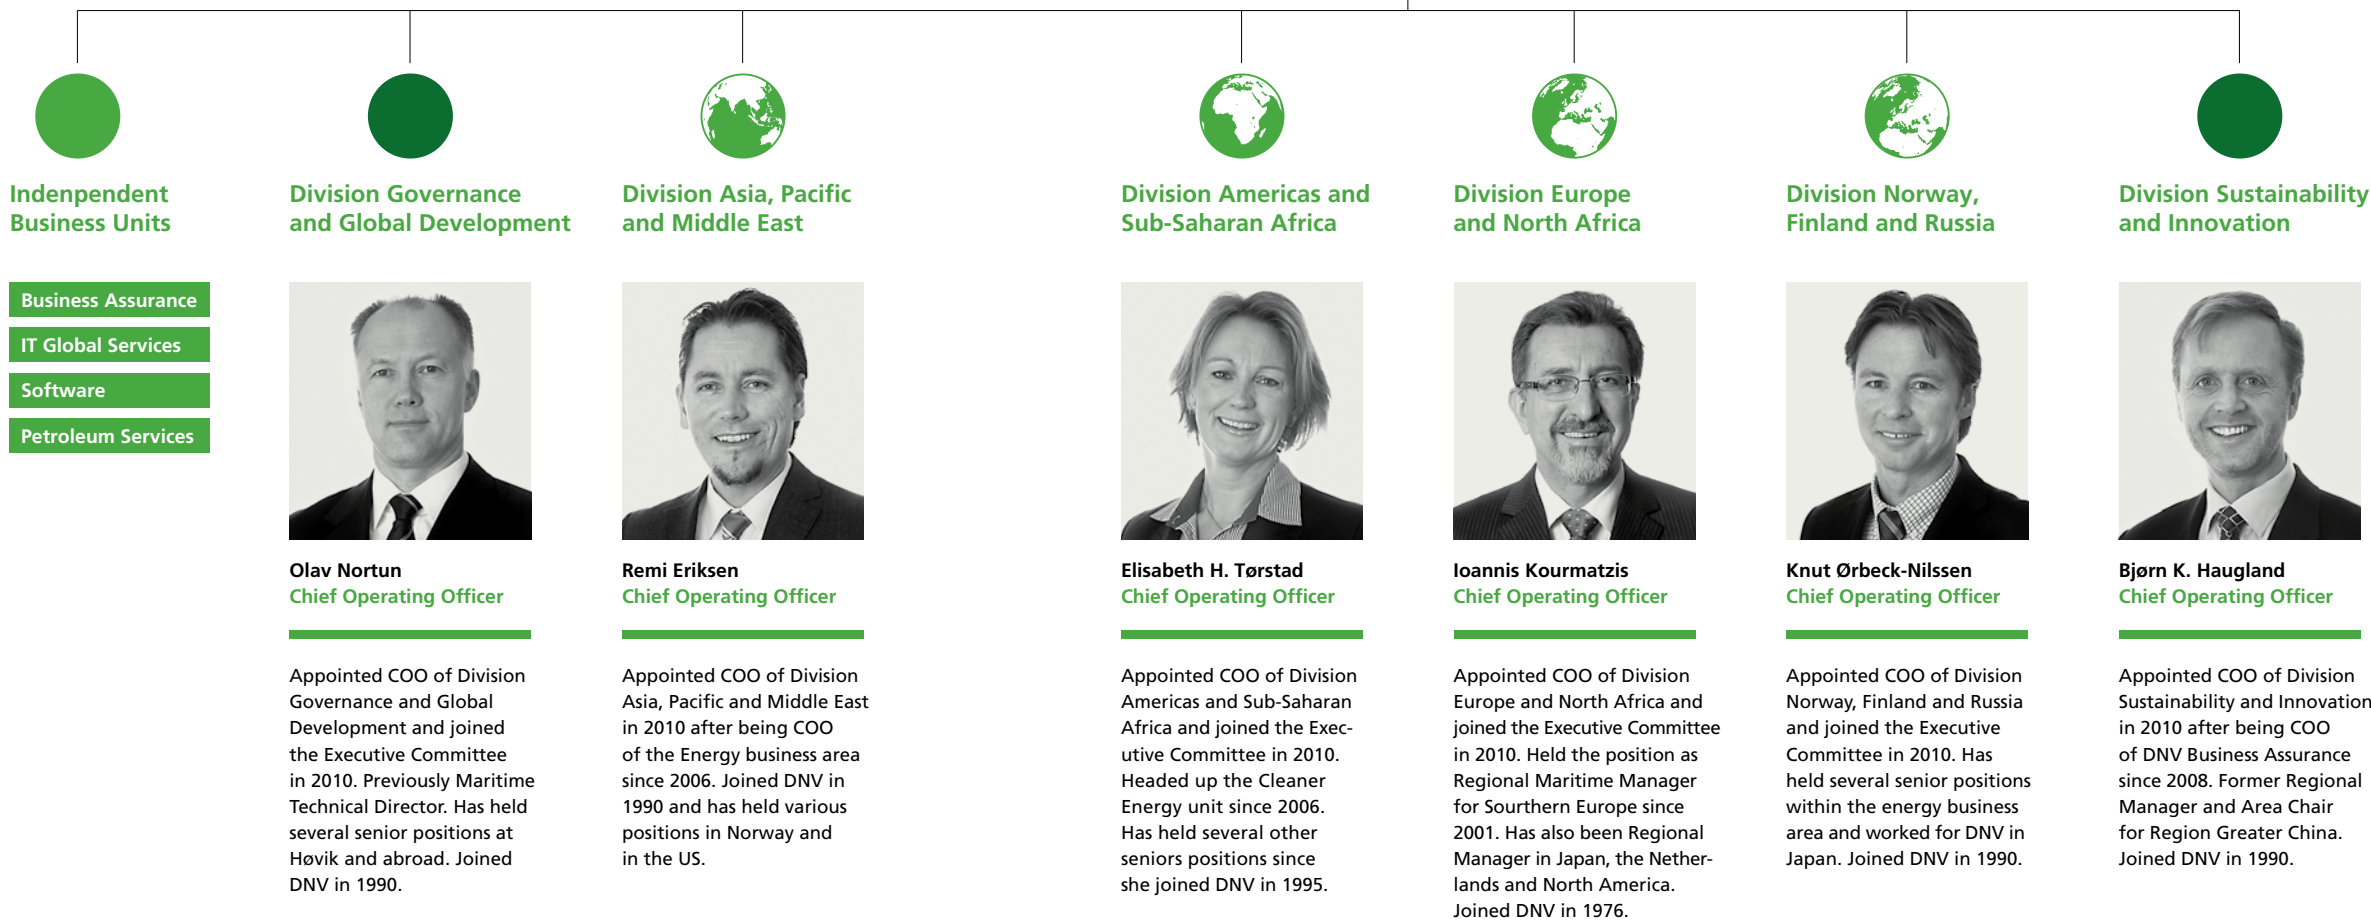 Indenpendent
Business Units
Business Assurance
IT Global Services
Software
Petroleum Services
Division Governance
and Global Development
Olav Nortun
Chief Operating Officer
Appointed COO of Division
Governance and Global
Development and joined
the Executive Committee
in 2010. Previously Maritime
Technical Director. Has held
several senior positions at
Høvik and abroad. Joined
DNV in 1990.
Division Asia, Pacific
and Middle East
Remi Eriksen
Chief Operating Officer
Appointed COO of Division
Asia, Pacific and Middle East
in 2010 after being COO
of the Energy business area
since 2006. Joined DNV in
1990 and has held various
positions in Norway and
in the US.
Division Americas and
Sub-Saharan Africa
Elisabeth H. Tørstad
Chief Operating Officer
Appointed COO of Division
Americas and Sub-Saharan
Africa and joined the Exec-
utive Committee in 2010.
Headed up the Cleaner
Energy unit since 2006.
Has held several other
seniors positions since
she joined DNV in 1995.
Division Europe
and North Africa
Ioannis Kourmatzis
Chief Operating Officer
Appointed COO of Division
Europe and North Africa and
joined the Executive Committee
in 2010. Held the position as
Regional Maritime Manager
for Sourthern Europe since
2001. Has also been Regional
Manager in Japan, the Nether-
lands and North America.
Joined DNV in 1976.
Division Norway,
Finland and Russia
Knut Ørbeck-Nilssen
Chief Operating Officer
Appointed COO of Division
Norway, Finland and Russia
and joined the Executive
Committee in 2010. Has
held several senior positions
within the energy business
area and worked for DNV in
Japan. Joined DNV in 1990.
Division Sustainability
and Innovation
Bjørn K. Haugland
Chief Operating Officer
Appointed COO of Division
Sustainability and Innovation
in 2010 after being COO
of DNV Business Assurance
since 2008. Former Regional
Manager and Area Chair
for Region Greater China.
Joined DNV in 1990.